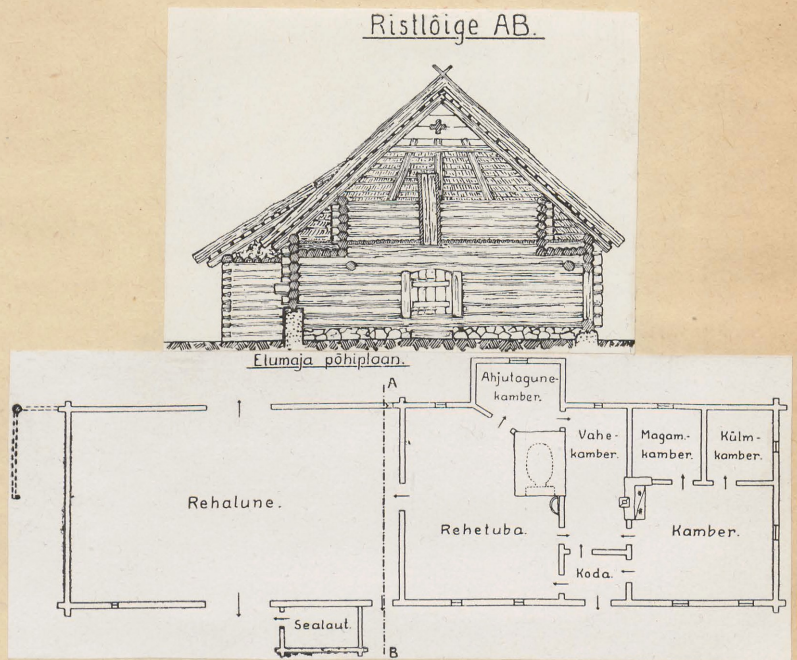 Ristlõige AB.
Elumaja põhiplaan.
A
Ahjutagune-
kamber.
Vahe-
kamber.
Magam.-
kamber.
Külm-
kamber.
Rehalune.
Rehetuba.
Kamber.
Koda.
Sealaut.
B